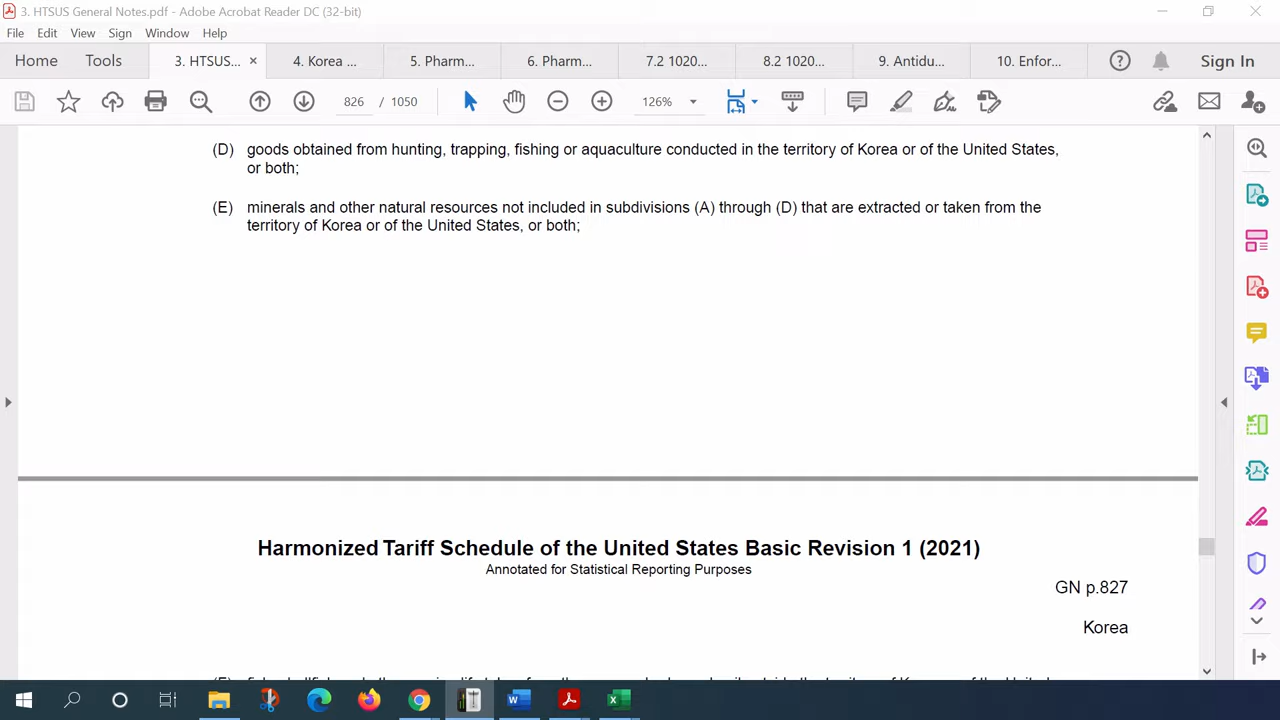 3. HTSUS General Notes.pdf - Adobe Acrobat Reader DC (32-bit)
File Edit View Sign Window Help
Home Tools 3. HTSUS... × 4. Korea ... 5. Pharm... 6. Pharm... 7.2 1020... 8.2 1020... 9. Antidu... 10. Enfor... Sign In
826 / 1050 126%
(D) goods obtained from hunting, trapping, fishing or aquaculture conducted in the territory of Korea or of the United States,
or both;
(E) minerals and other natural resources not included in subdivisions (A) through (D) that are extracted or taken from the
territory of Korea or of the United States, or both;
Harmonized Tariff Schedule of the United States Basic Revision 1 (2021)
Annotated for Statistical Reporting Purposes
GN p.827
Korea